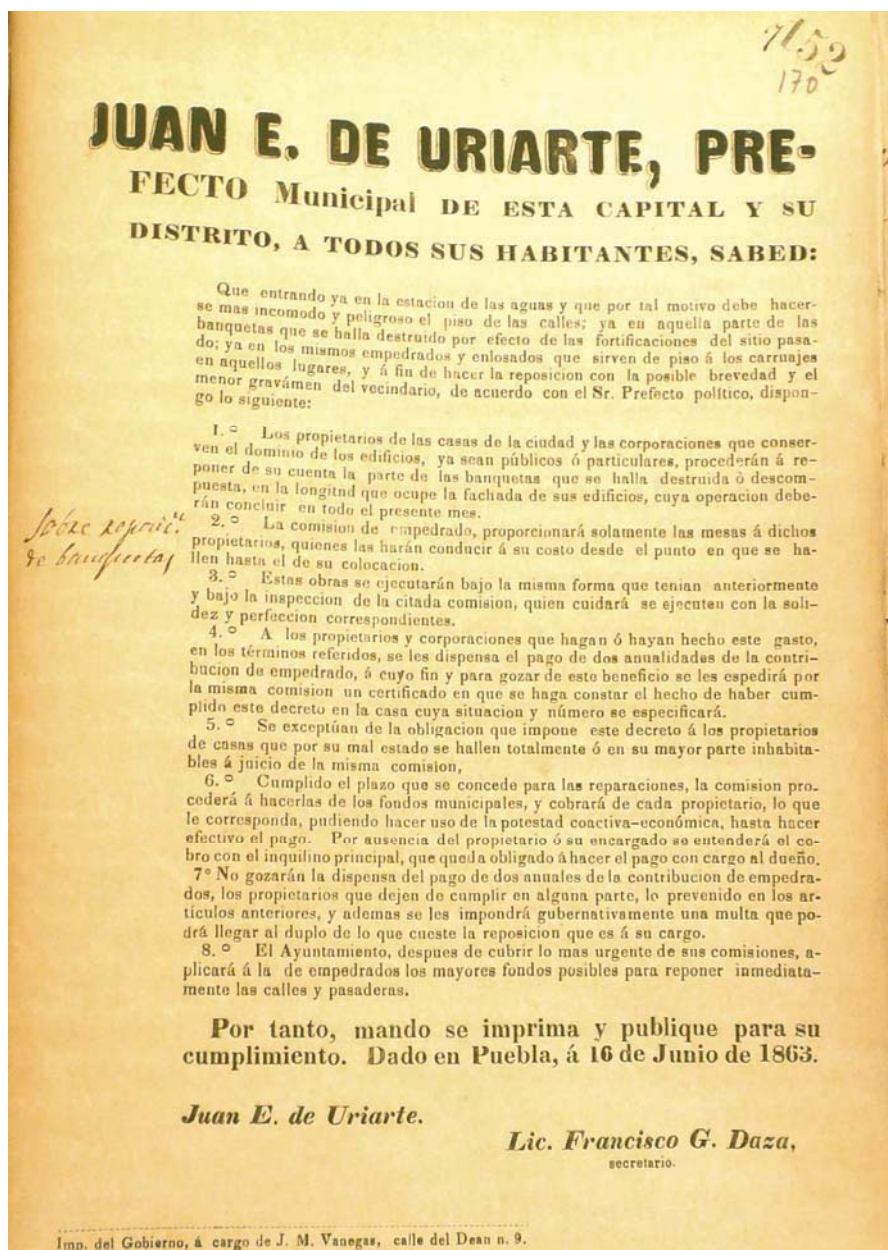 7152
170
JUAN E. DE URIARTE, PRE-
FECTO Municipal DE ESTA CAPITAL Y SU
DISTRITO, A TODOS SUS HABITANTES, SABED:
Que entrando ya en la estacion de las aguas y que por tal motivo debe hacer-
se mas incomodo y peligroso el piso de las calles; ya en aquella parte de las
banquetas que se halla destruido por efecto de las fortificaciones del sitio pasa-
do; ya en los mismos empedrados y enlosados que sirven de piso á los carruajes
en aquellos lugares, y á fin de hacer la reposicion con la posible brevedad y el
menor gravámen del vecindario, de acuerdo con el Sr. Prefecto político, dispon-
go lo siguiente:
1.º Los propietarios de las casas de la ciudad y las corporaciones que conser-
ven el dominio de los edificios, ya sean públicos ó particulares, procederán á re-
poner de su cuenta la parte de las banquetas que se halla destruida ò descom-
puesta, en la longitnd que ocupe la fachada de sus edificios, cuya operacion debe-
rán concluir en todo el presente mes.
Sobre reposic.n
de banquetas
2.º La comision de empedrado, proporcionará solamente las mesas á dichos
propietarios, quienes las harán conducir á su costo desde el punto en que se ha-
llen hasta el de su colocacion.
3.º Estas obras se ejecutarán bajo la misma forma que tenian anteriormente
y bajo la inspeccion de la citada comision, quien cuidará se ejecuten con la soli-
dez y perfeccion correspondientes.
4.º A los propietarios y corporaciones que hagan ó hayan hecho este gasto,
en los términos referidos, se les dispensa el pago de dos anualidades de la contri-
bucion de empedrado, á cuyo fin y para gozar de este beneficio se les espedirá por
la misma comision un certificado en que se haga constar el hecho de haber cum-
plido este decreto en la casa cuya situacion y número se especificará.
5.º Se exceptúan de la obligacion que impone este decreto á los propietarios
de casas que por su mal estado se hallen totalmente ó en su mayor parte inhabita-
bles á juicio de la misma comision,
6.º Cumplido el plazo que se concede para las reparaciones, la comision pro-
cederá á hacerlas de los fondos municipales, y cobrará de cada propietario, lo que
le corresponda, pudiendo hacer uso de la potestad coactiva-económica, hasta hacer
efectivo el pago. Por ausencia del propietario ó su encargado se entenderá el co-
bro con el inquilino principal, que queda obligado á hacer el pago con cargo al dueño.
7º No gozarán la dispensa del pago de dos anuales de la contribucion de empedra-
dos, los propietarios que dejen de cumplir en alguna parte, lo prevenido en los ar-
tículos anteriores, y ademas se les impondrá gubernativamente una multa que po-
drá llegar al duplo de lo que cueste la reposicion que es á su cargo.
8.º El Ayuntamiento, despues de cubrir lo mas urgente de sus comisiones, a-
plicará á la de empedrados los mayores fondos posibles para reponer inmediata-
mente las calles y pasaderas.
Por tanto, mando se imprima y publique para su
cumplimiento. Dado en Puebla, á 16 de Junio de 1863.
Juan E. de Uriarte.
Lic. Francisco G. Daza,
secretario.
Imp. del Gobierno, á cargo de J. M. Vanegas, calle del Dean n. 9.